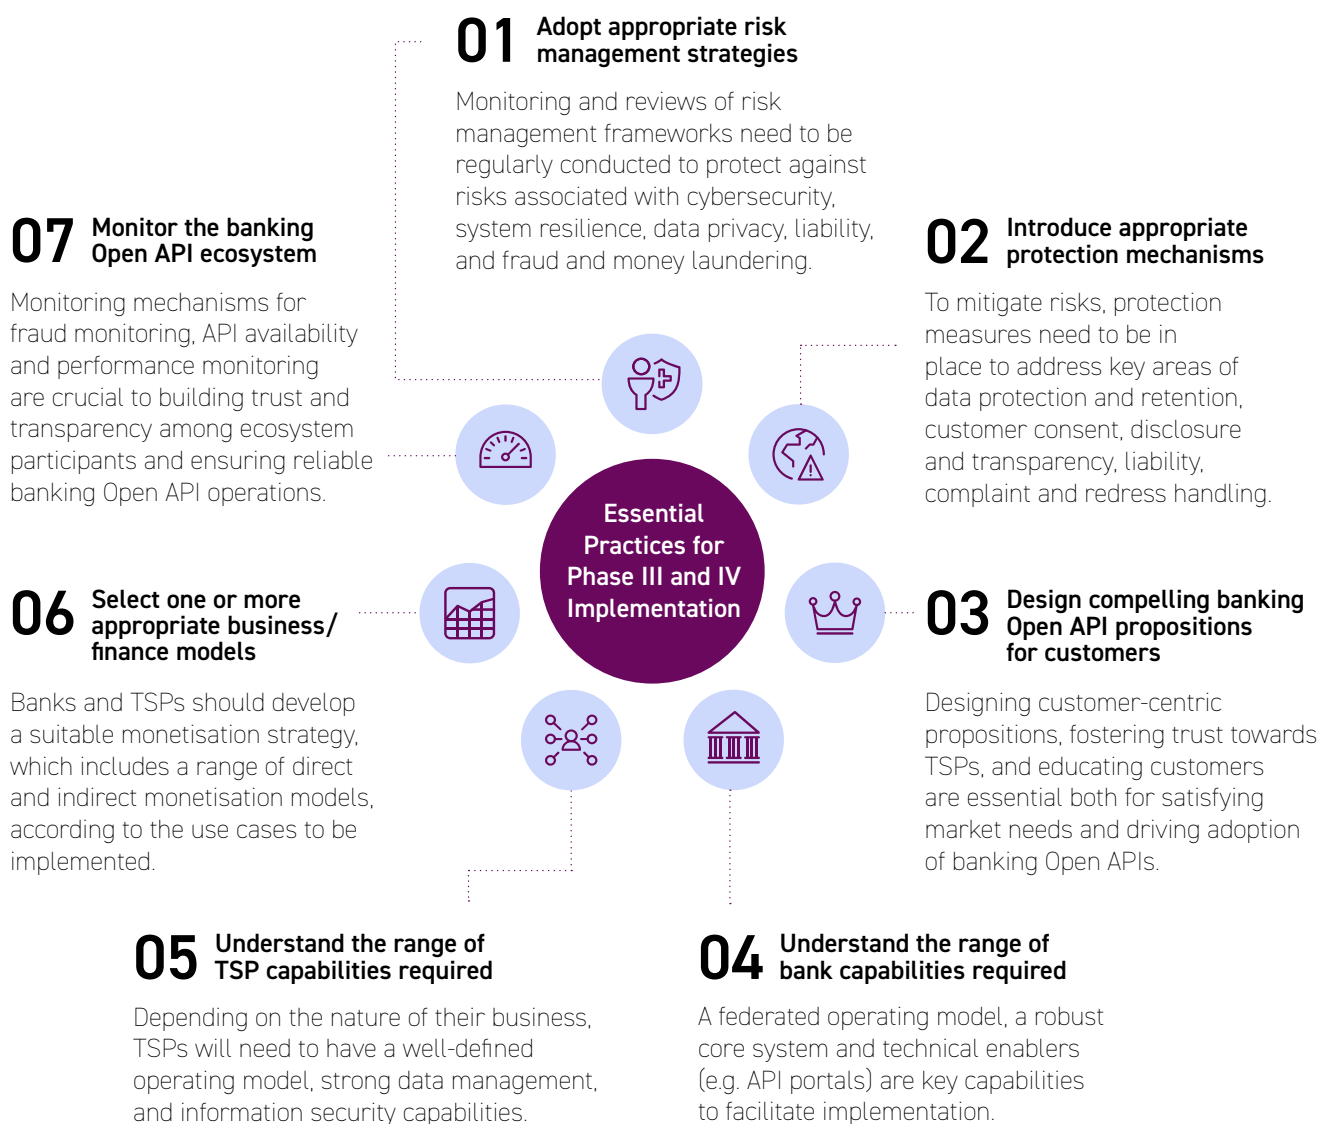 01
Adopt appropriate risk
management strategies
Monitoring and reviews of risk
management frameworks need to be
regularly conducted to protect against
risks associated with cybersecurity,
system resilience, data privacy, liability,
and fraud and money laundering.
02
Introduce appropriate
protection mechanisms
To mitigate risks, protection
measures need to be in
place to address key areas of
data protection and retention,
customer consent, disclosure
and transparency, liability,
complaint and redress handling.
03
Design compelling banking
Open API propositions
for customers
Designing customer-centric
propositions, fostering trust towards
TSPs, and educating customers
are essential both for satisfying
market needs and driving adoption
of banking Open APIs.
04
Understand the range of
bank capabilities required
A federated operating model, a robust
core system and technical enablers
(e.g. API portals) are key capabilities
to facilitate implementation.
05
Understand the range of
TSP capabilities required
Depending on the nature of their business,
TSPs will need to have a well-defined
operating model, strong data management,
and information security capabilities.
06
Select one or more
appropriate business/
finance models
Banks and TSPs should develop
a suitable monetisation strategy,
which includes a range of direct
and indirect monetisation models,
according to the use cases to be
implemented.
07
Monitor the banking
Open API ecosystem
Monitoring mechanisms for
fraud monitoring, API availability
and performance monitoring
are crucial to building trust and
transparency among ecosystem
participants and ensuring reliable
banking Open API operations.
Essential
Practices for
Phase III and IV
Implementation